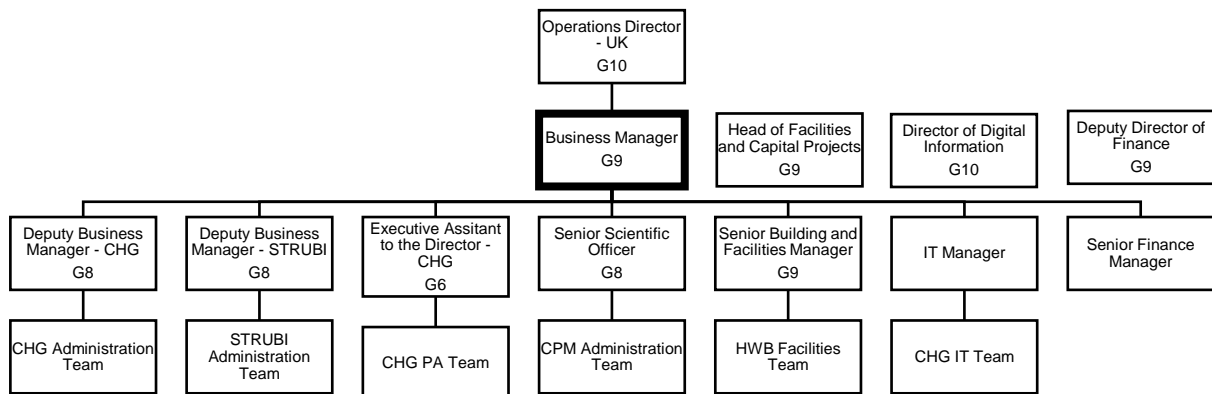 Operations Director
- UK
G10
Business Manager
G9
Head of Facilities
and Capital Projects
G9
Director of Digital
Information
G10
Deputy Director of
Finance
G9
Deputy Business
Manager - CHG
G8
Deputy Business
Manager - STRUBI
G8
Executive Assitant
to the Director -
CHG
G6
Senior Scientific
Officer
G8
Senior Building and
Facilities Manager
G9
IT Manager
Senior Finance
Manager
CHG Administration
Team
STRUBI
Administration
Team
CHG PA Team
CPM Administration
Team
HWB Facilities
Team
CHG IT Team